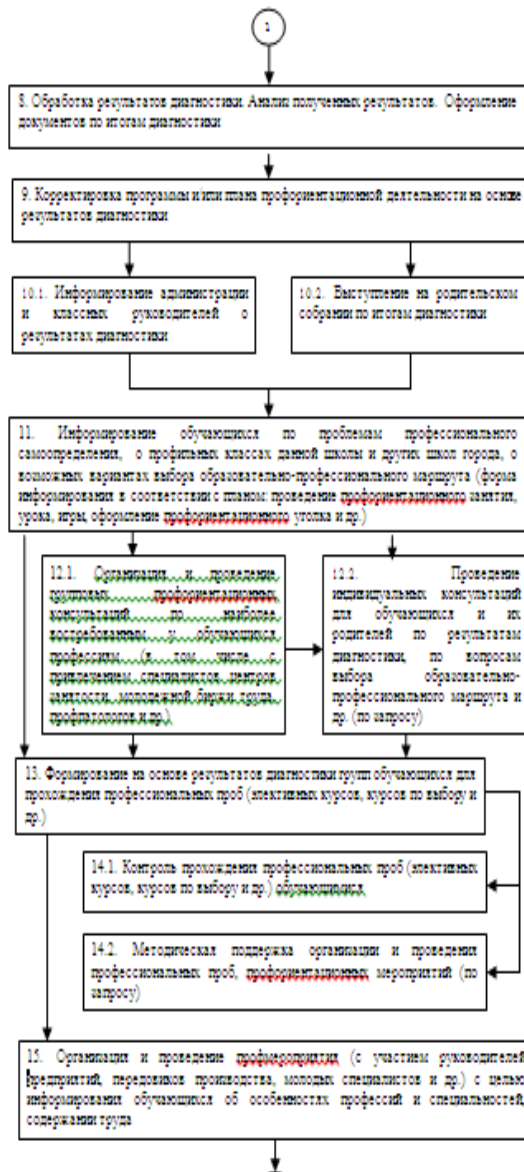 1
8. Обработка результатов диагностики. Анализ полученных результатов. Оформление
документов по итогам диагностики
9. Корректировка программы и/или плана профориентационной деятельности на основе
результатов диагностики
10.1. Информирование администрации
и классных руководителей о
результатах диагностики
10.2. Выступление на родительском
собрании по итогам диагностики
11. Информирование обучающихся по проблемам профессионального
самоопределения, о профильных классах данной школы и других школ города, о
возможных вариантах выбора образовательно-профессионального маршрута (форма
информирования в соответствии с планом: проведение профориентационного занятия,
урока, игры, оформление профориентационного уголка и др.)
12.1. Организация и проведение
групповых профориентационных
консультаций по наиболее
востребованным у обучающихся
профессиям (в том числе с
привлечением специалистов центров
занятости, молодежной биржи труда,
профпатологов и др.)
12.2. Проведение
индивидуальных консультаций
для обучающихся и их
родителей по результатам
диагностики, по вопросам
выбора образовательно-
профессионального маршрута и
др. (по запросу)
13. Формирование на основе результатов диагностики групп обучающихся для
прохождения профессиональных проб (элективных курсов, курсов по выбору и
др.)
14.1. Контроль прохождения профессиональных проб (элективных
курсов, курсов по выбору и др.) обучающимися
14.2. Методическая поддержка организации и проведения
профессиональных проб, профориентационных мероприятий (по
запросу)
15. Организация и проведение профмероприятия (с участием руководителей
предприятий, передовиков производства, молодых специалистов и др.) с целью
информирования обучающихся об особенностях профессий и специальностей,
содержании труда